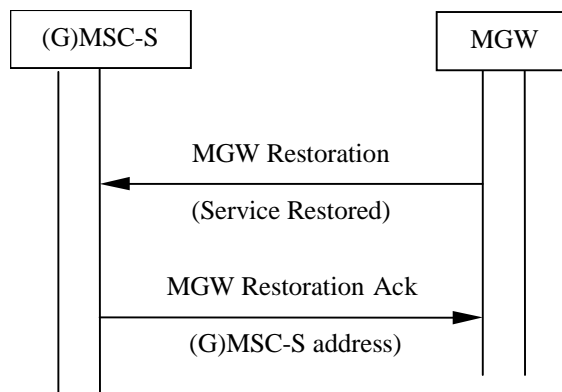 (G)MSC-S
MGW
MGW Restoration
(Service Restored)
MGW Restoration Ack
(G)MSC-S address)